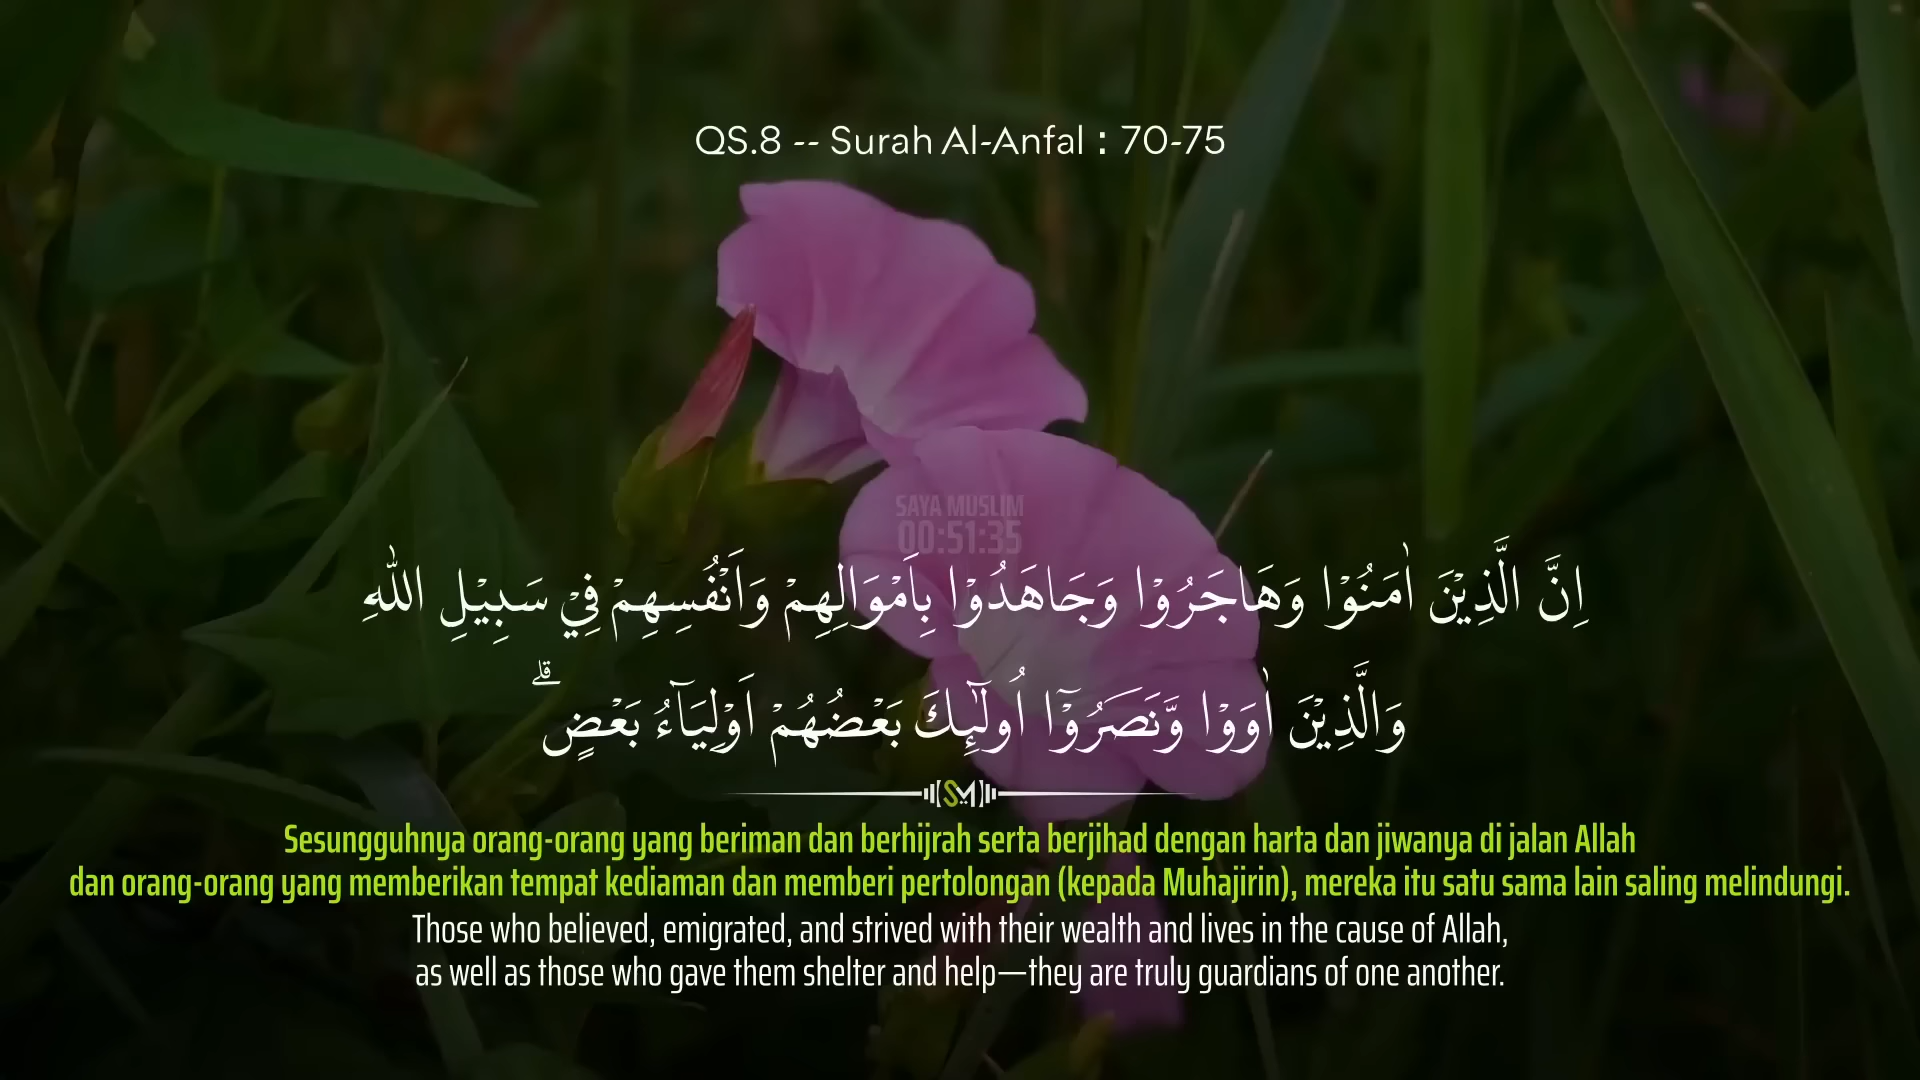 QS.8 -- Surah Al-Anfal : 70-75
SAYA MUSLIM
00:51:35
اِنَّ الَّذِيْنَ اٰمَنُوْا وَهَاجَرُوْا وَجَاهَدُوْا بِاَمْوَالِهِمْ وَاَنْفُسِهِمْ فِيْ سَبِيْلِ اللّٰهِ
وَالَّذِيْنَ اٰوَوْا وَّنَصَرُوْٓا اُولٰۤىِٕكَ بَعْضُهُمْ اَوْلِيَاۤءُ بَعْضٍۗ
SM
Sesungguhnya orang-orang yang beriman dan berhijrah serta berjihad dengan harta dan jiwanya di jalan Allah
dan orang-orang yang memberikan tempat kediaman dan memberi pertolongan (kepada Muhajirin), mereka itu satu sama lain saling melindungi.
Those who believed, emigrated, and strived with their wealth and lives in the cause of Allah,
as well as those who gave them shelter and help—they are truly guardians of one another.